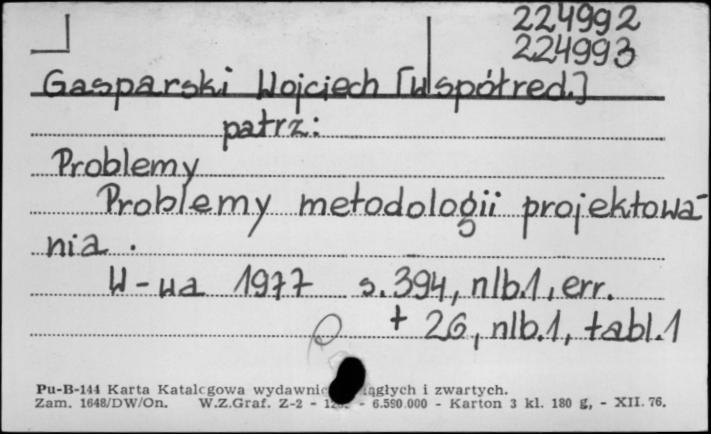 224992
224993
Gasparski Wojciech [Współred.]
patrz:
Problemy
Problemy metodologii projektowa-
nia.
W-wa 1977 s. 394, nlb.1, err.
+ 26, nlb.1, tabl.1
Pu-B-144 Karta Katalogowa i zwartych.
Zam. 1648/DW/On. W.Z.Graf. Z-2 - - 6.590.000 - Karton 3 kl. 180 g, - XII. 76.